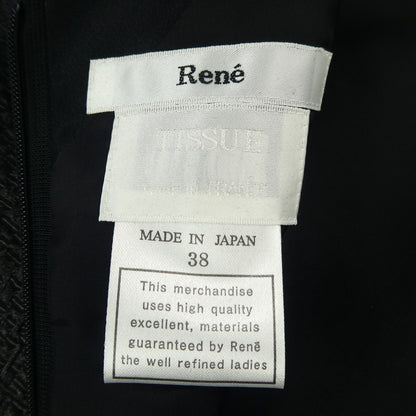 René
TISSUE
MADE IN JAPAN
38
This merchandise
uses high quality
excellent, materials
guaranteed by René
the well refined ladies